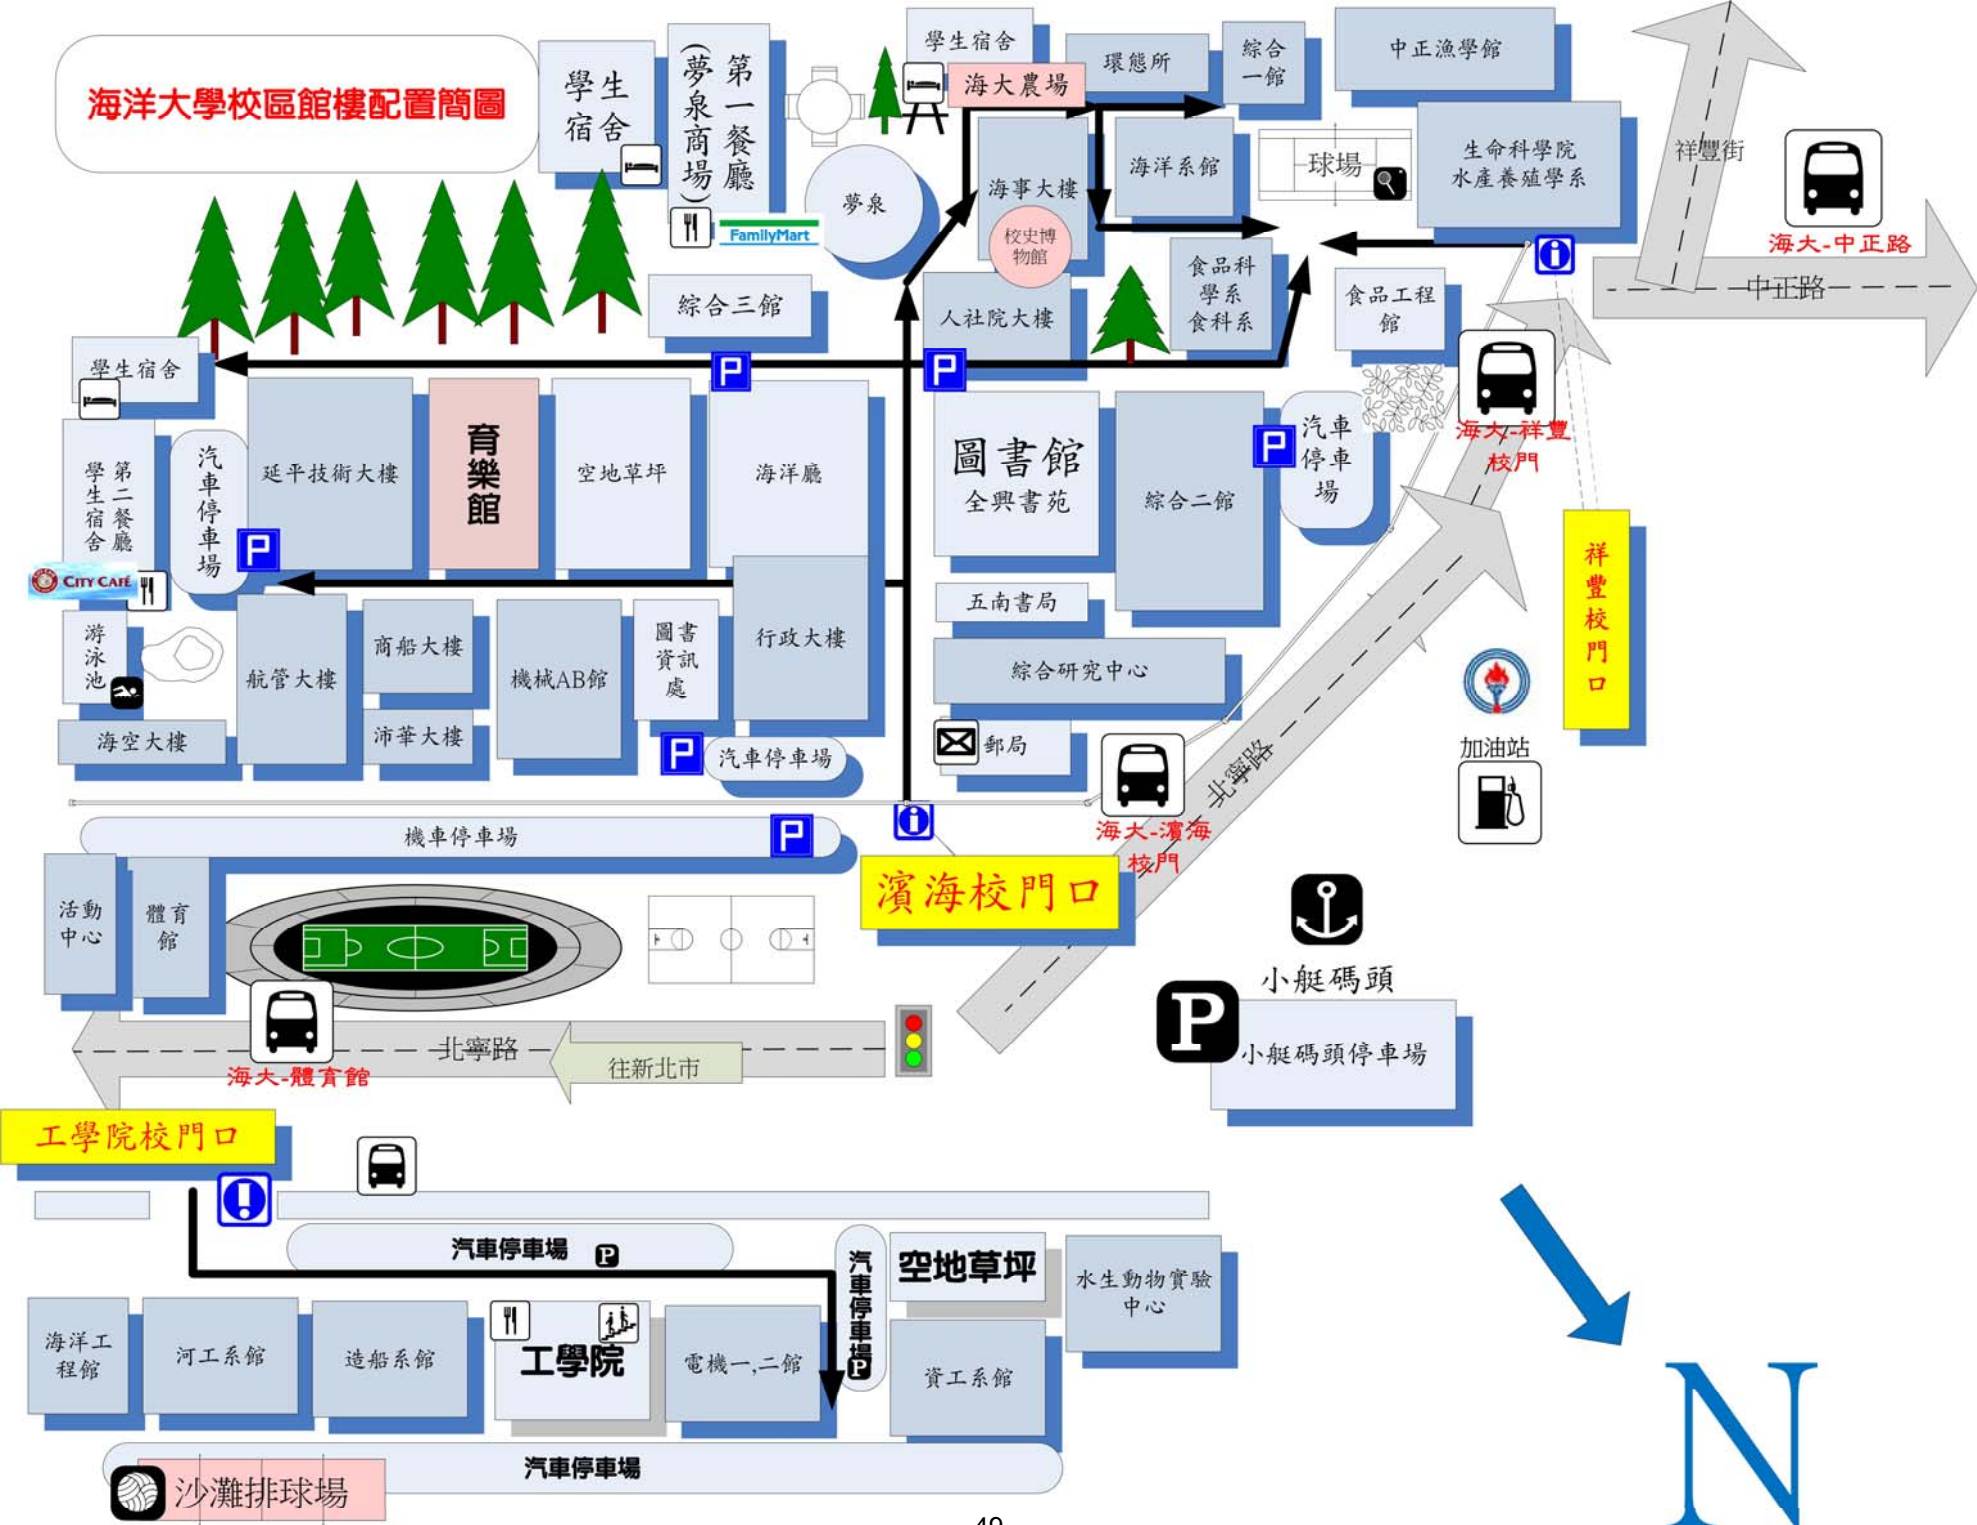 海洋大學校區館樓配置簡圖
學生
宿舍
第一餐廳
(夢泉商場)
FamilyMart
夢泉
學生宿舍
海大農場
環態所
綜合
一館
中正漁學館
海事大樓
校史博
物館
海洋系館
球場
生命科學院
水產養殖學系
祥豐街
海大-中正路
中正路
綜合三館
人社院大樓
食品科
學系
食科系
食品工程
館
P
P
學生宿舍
第二餐廳
學生宿舍
CITY CAFÉ
汽車停車場
P
延平技術大樓
育樂館
空地草坪
海洋廳
圖書館
全興書苑
綜合二館
P
汽車
停車
場
海大-祥豐
校門
祥豐校門口
游泳池
海空大樓
航管大樓
商船大樓
沛華大樓
機械AB館
圖書
資訊
處
行政大樓
P
汽車停車場
五南書局
綜合研究中心
郵局
海大-濱海
校門
北寧路
加油站
機車停車場
P
濱海校門口
活動
中心
體育
館
海大-體育館
北寧路
往新北市
小艇碼頭
P
小艇碼頭停車場
工學院校門口
汽車停車場
P
汽車停車場
P
空地草坪
水生動物實驗
中心
海洋工
程館
河工系館
造船系館
工學院
電機一,二館
資工系館
汽車停車場
沙灘排球場
N